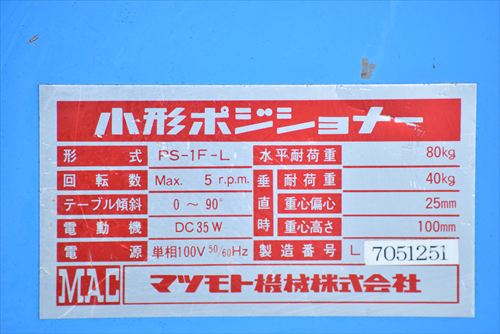 小形ポジショナー
形式 PS-1F-L 水平耐荷重 80kg
回転数 Max. 5 r.p.m. 垂直時 耐荷重 40kg
テーブル傾斜 0 ～ 90° 重心偏心 25mm
電動機 DC 35 W 重心高さ 100mm
電源 単相100V 50/60Hz 製造番号 L 7051251
MAC マツモト機械株式会社